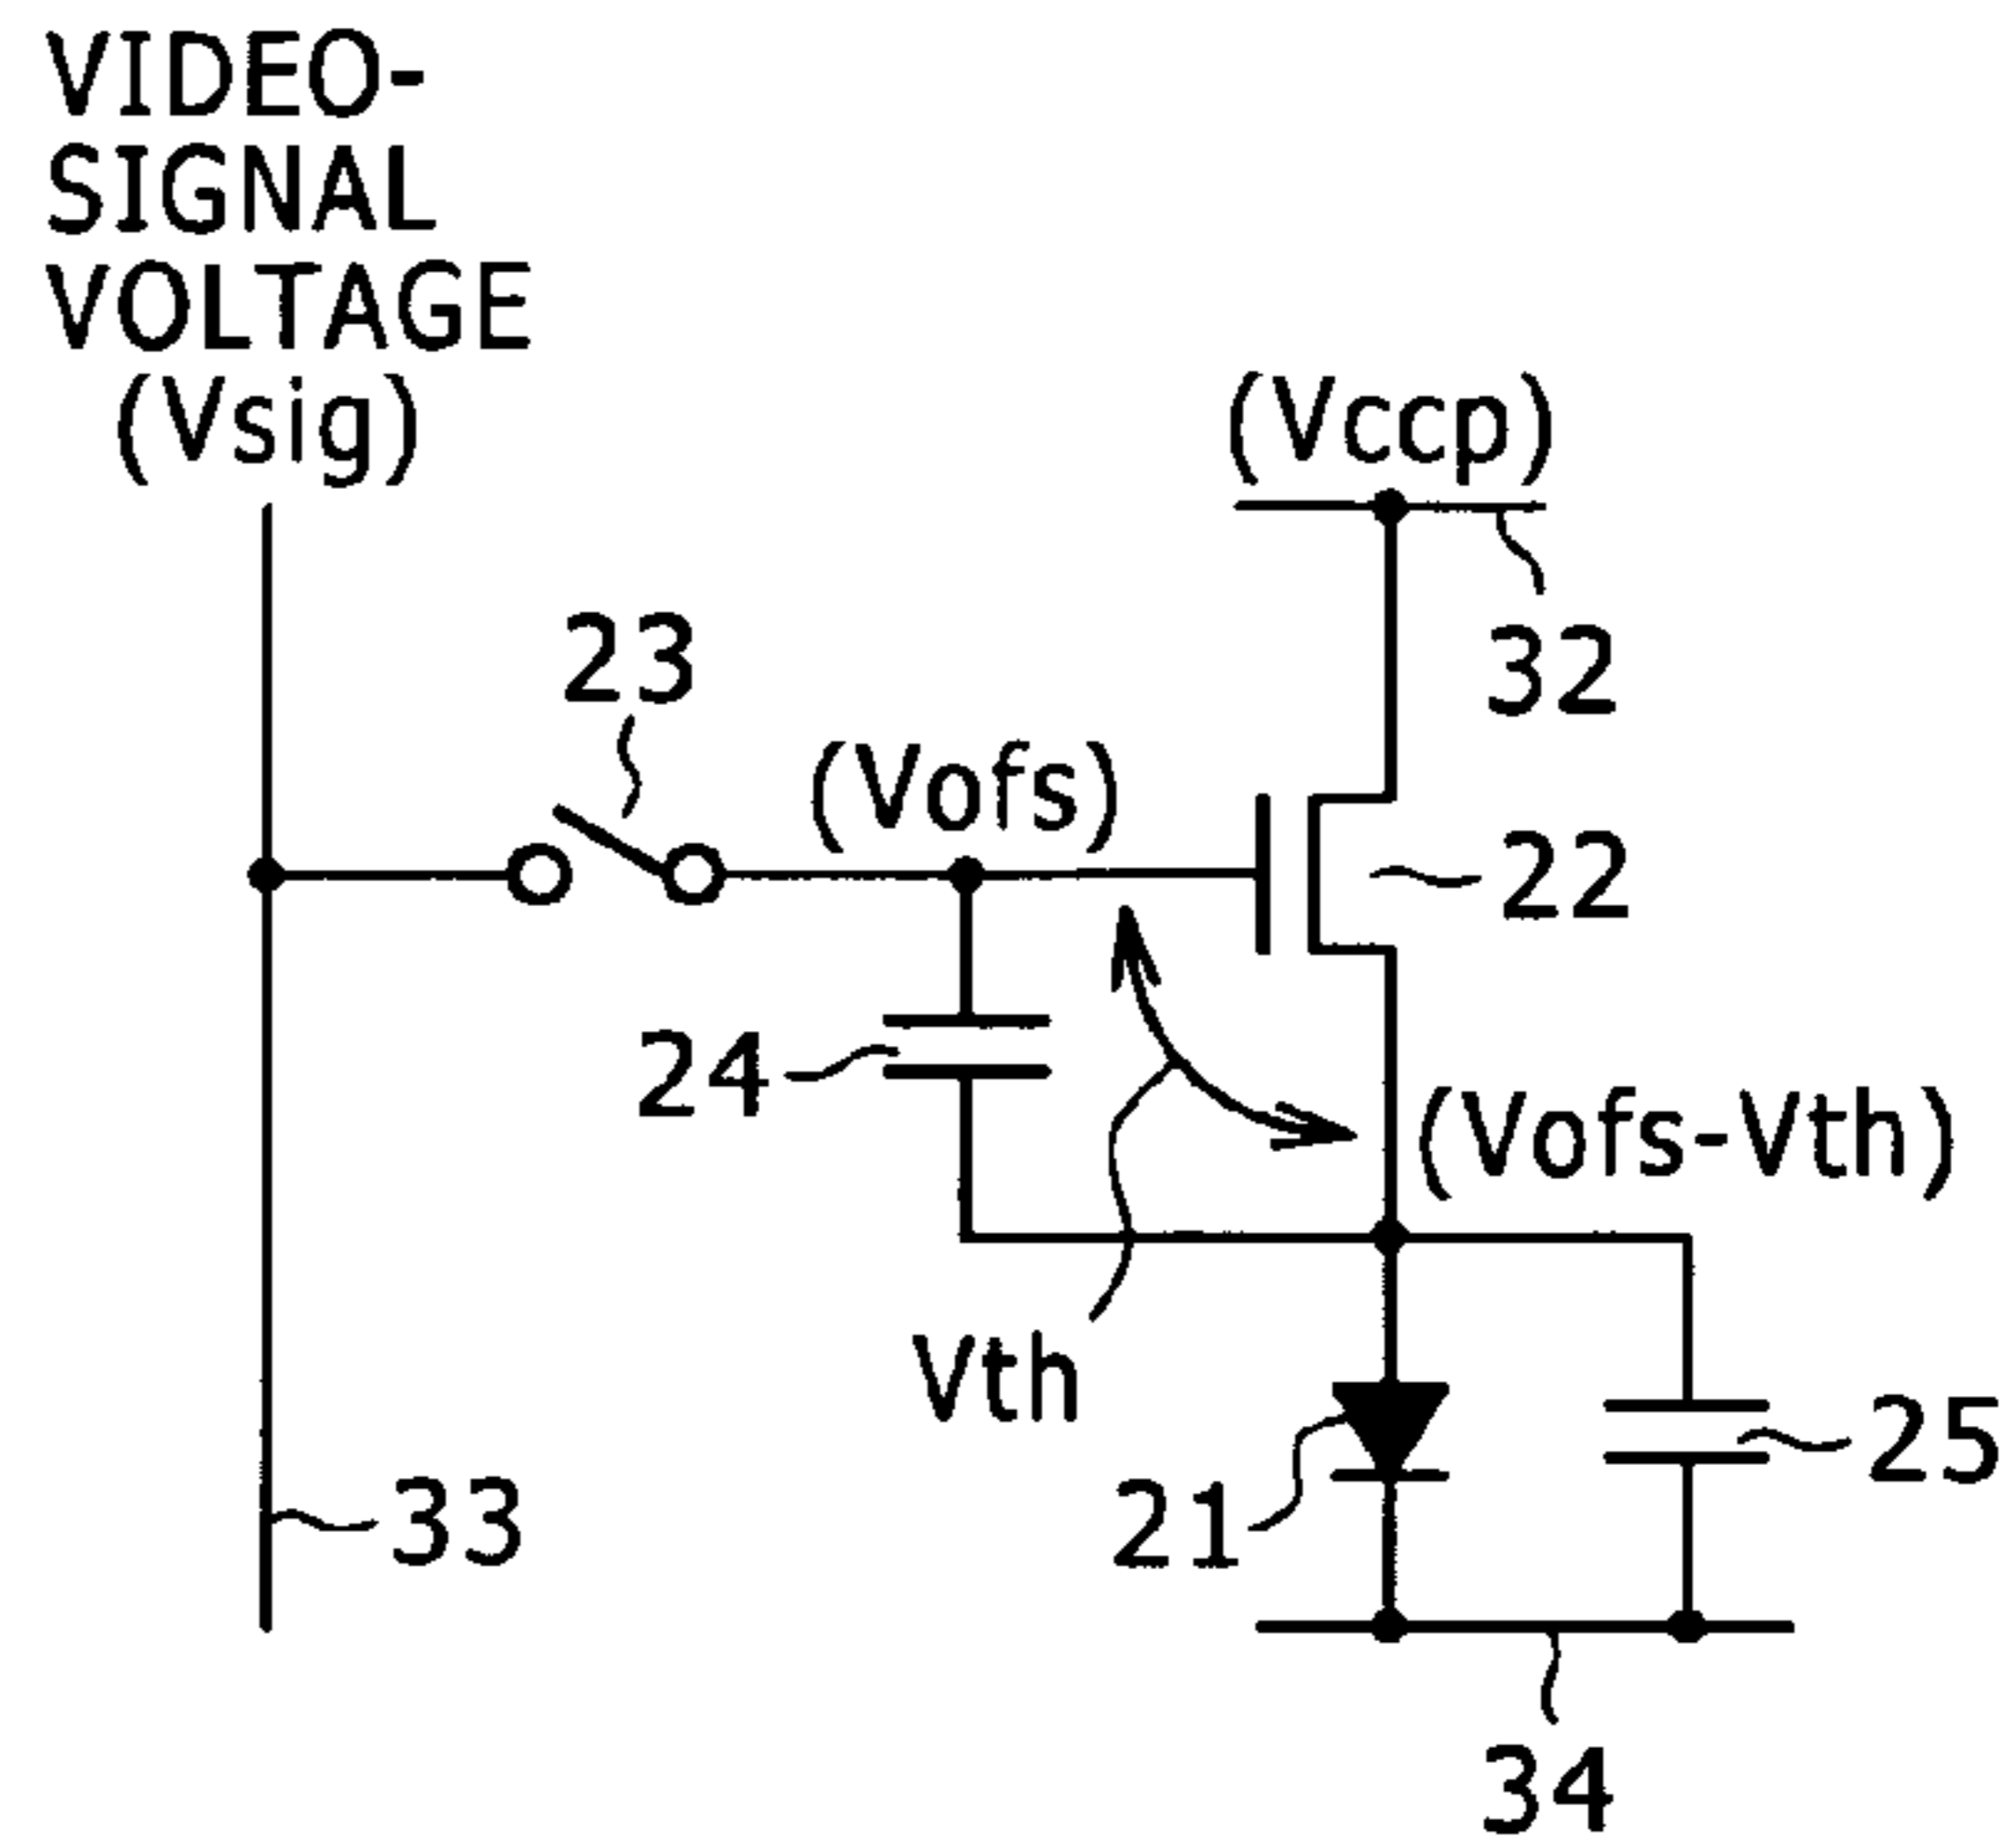 VIDEO-
SIGNAL
VOLTAGE
(Vsig)
(Vccp)
32
23
(Vofs)
22
24
(Vofs-Vth)
Vth
21
25
33
34